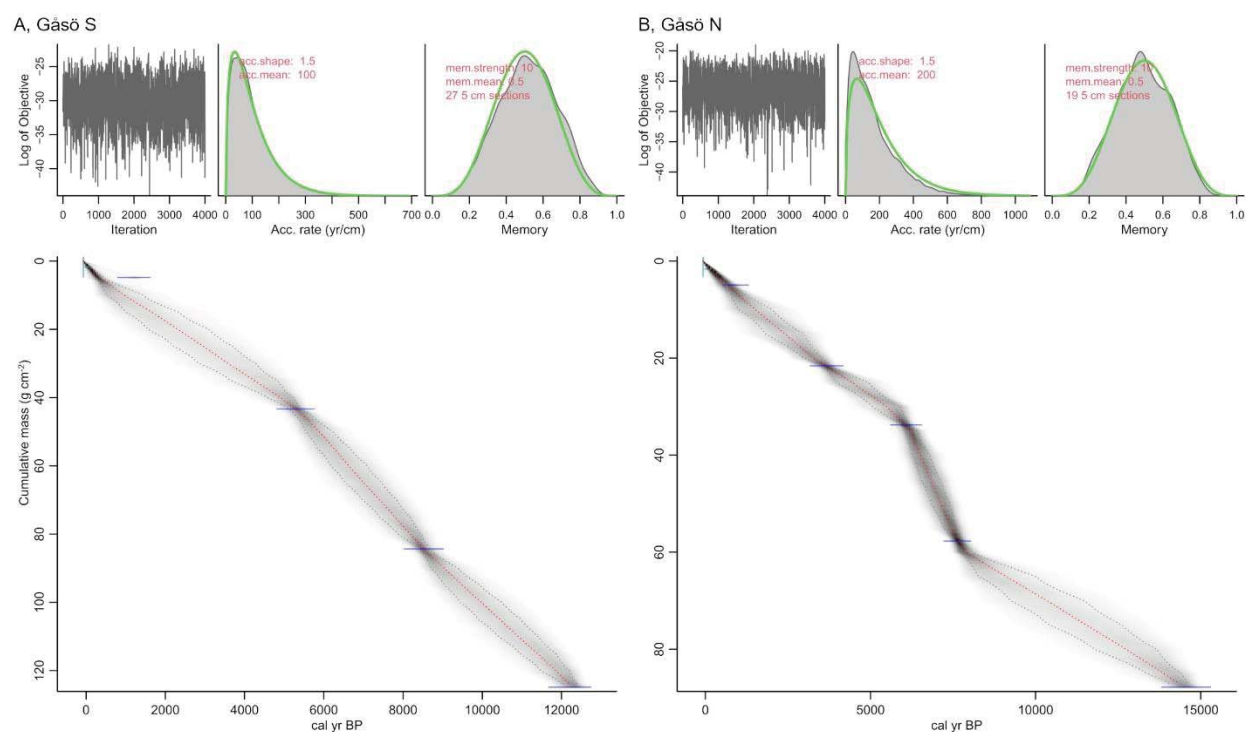 A, Gåsö S
B, Gåsö N
Log of Objective
-25
-30
-35
-40
0 1000 2000 3000 4000
Iteration
acc.shape: 1.5
acc.mean: 100
0 100 300 500 700
Acc. rate (yr/cm)
mem.strength: 10
mem.mean: 0.5
27 5 cm sections
0.0 0.2 0.4 0.6 0.8 1.0
Memory
Log of Objective
-20
-25
-30
-35
-40
0 1000 2000 3000 4000
Iteration
acc.shape: 1.5
acc.mean: 200
0 200 400 600 800 1000
Acc. rate (yr/cm)
mem.strength: 10
mem.mean: 0.5
19 5 cm sections
0.0 0.2 0.4 0.6 0.8 1.0
Memory
Cumulative mass (g cm⁻²)
0
20
40
60
80
100
120
0 2000 4000 6000 8000 10000 12000
cal yr BP
0
20
40
60
80
0 5000 10000 15000
cal yr BP